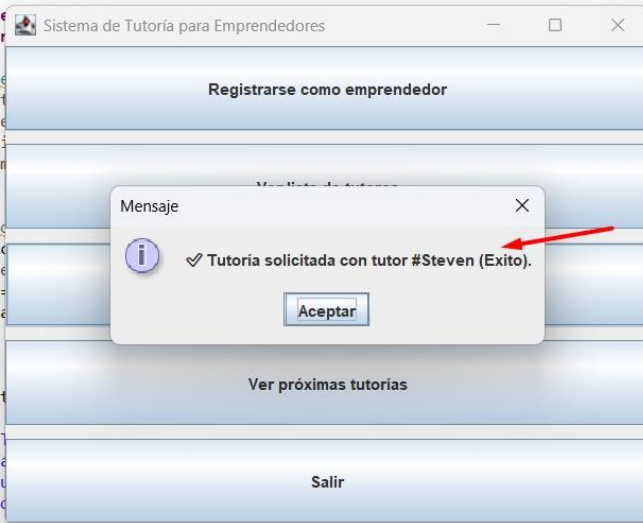 Sistema de Tutoría para Emprendedores
Registrarse como emprendedor
Mensaje
✓ Tutoría solicitada con tutor #Steven (Exito).
Aceptar
Ver próximas tutorías
Salir